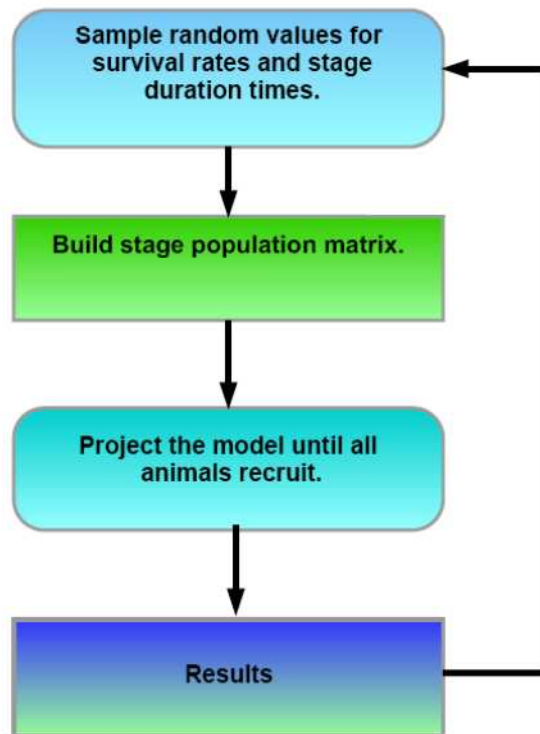 Sample random values for
survival rates and stage
duration times.
Build stage population matrix.
Project the model until all
animals recruit.
Results